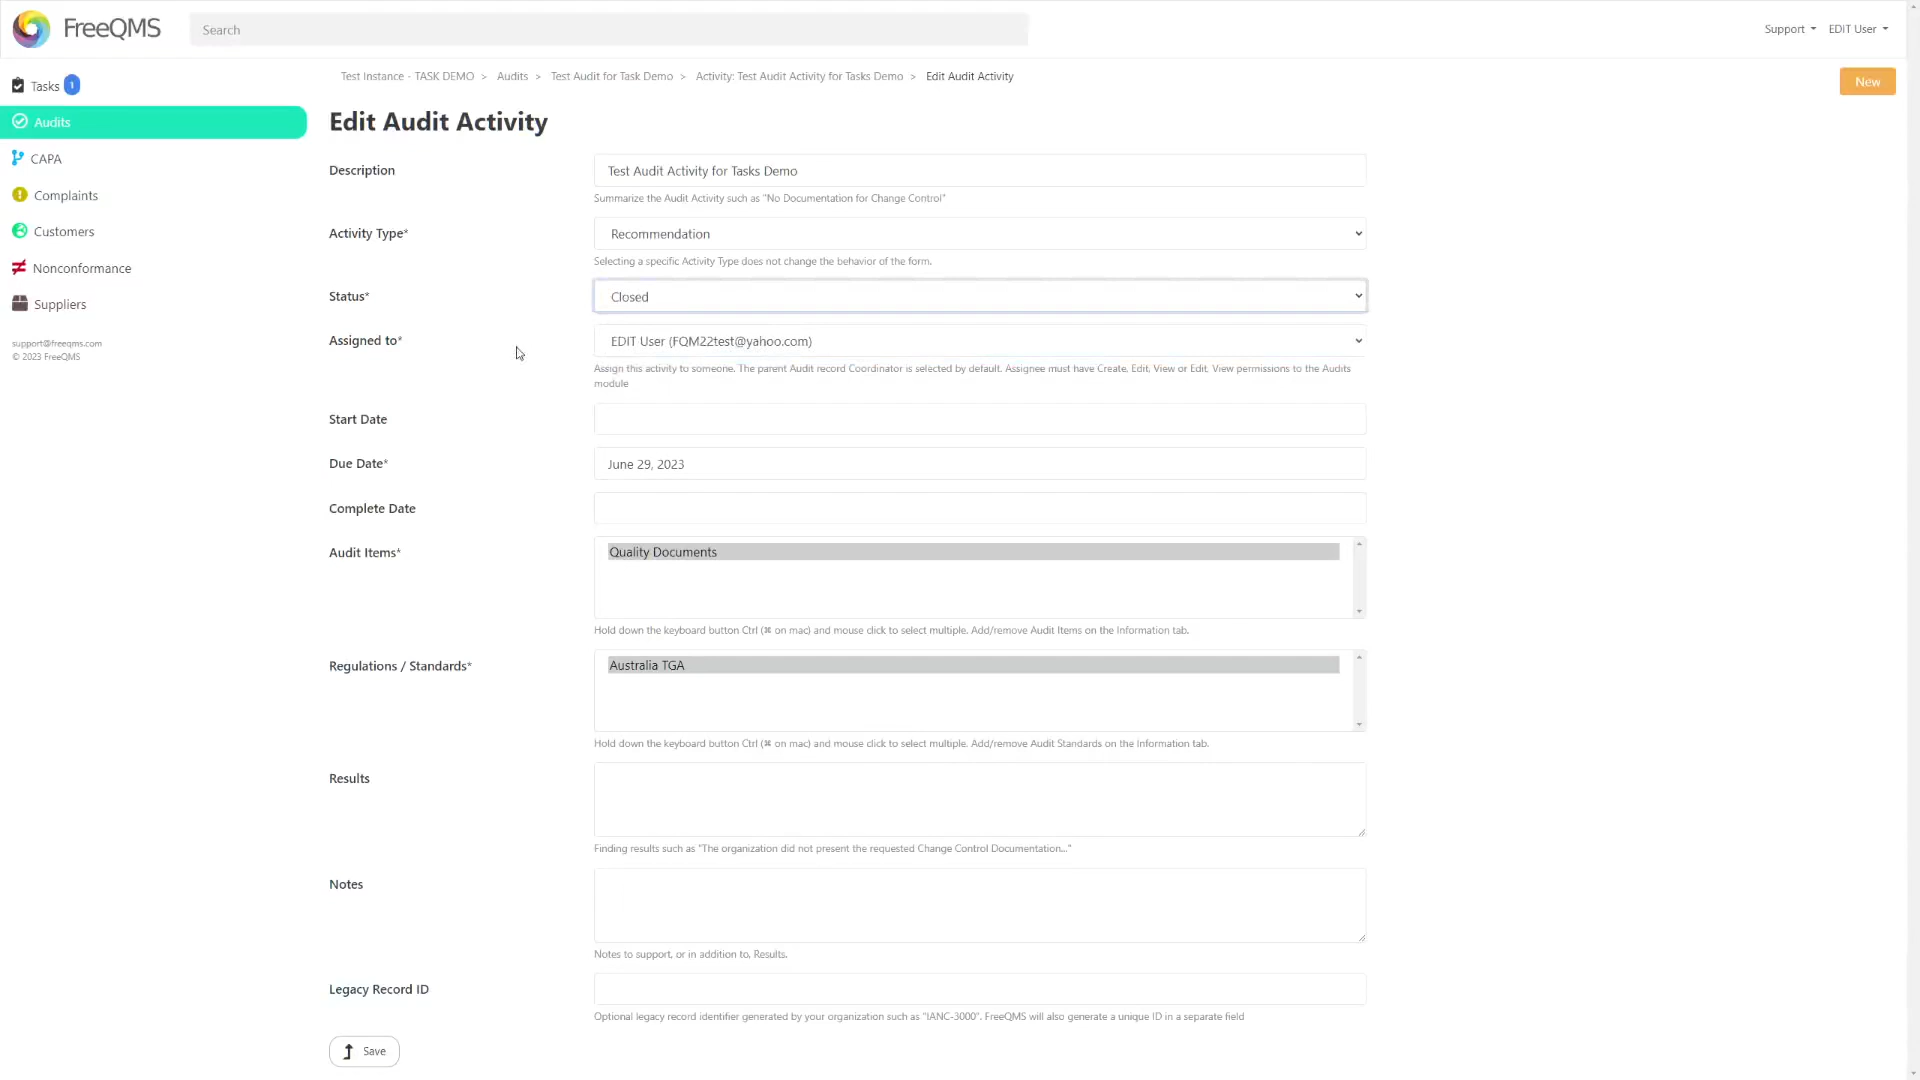 FreeQMS
Search
Support
EDIT User
Tasks 1
Audits
CAPA
Complaints
Customers
Nonconformance
Suppliers
support@freeqms.com
© 2023 FreeQMS
Test Instance - TASK DEMO > Audits > Test Audit for Task Demo > Activity: Test Audit Activity for Tasks Demo > Edit Audit Activity
New
Edit Audit Activity
Description
Test Audit Activity for Tasks Demo
Summarize the Audit Activity such as "No Documentation for Change Control"
Activity Type*
Recommendation
Selecting a specific Activity Type does not change the behavior of the form.
Status*
Closed
Assigned to*
EDIT User (FQM22test@yahoo.com)
Assign this activity to someone. The parent Audit record Coordinator is selected by default. Assignee must have Create, Edit, View or Edit, View permissions to the Audits
module
Start Date
Due Date*
June 29, 2023
Complete Date
Audit Items*
Quality Documents
Hold down the keyboard button Ctrl (⌘ on mac) and mouse click to select multiple. Add/remove Audit Items on the Information tab.
Regulations / Standards*
Australia TGA
Hold down the keyboard button Ctrl (⌘ on mac) and mouse click to select multiple. Add/remove Audit Standards on the Information tab.
Results
Finding results such as "The organization did not present the requested Change Control Documentation..."
Notes
Notes to support, or in addition to, Results.
Legacy Record ID
Optional legacy record identifier generated by your organization such as "IANC-3000". FreeQMS will also generate a unique ID in a separate field
Save